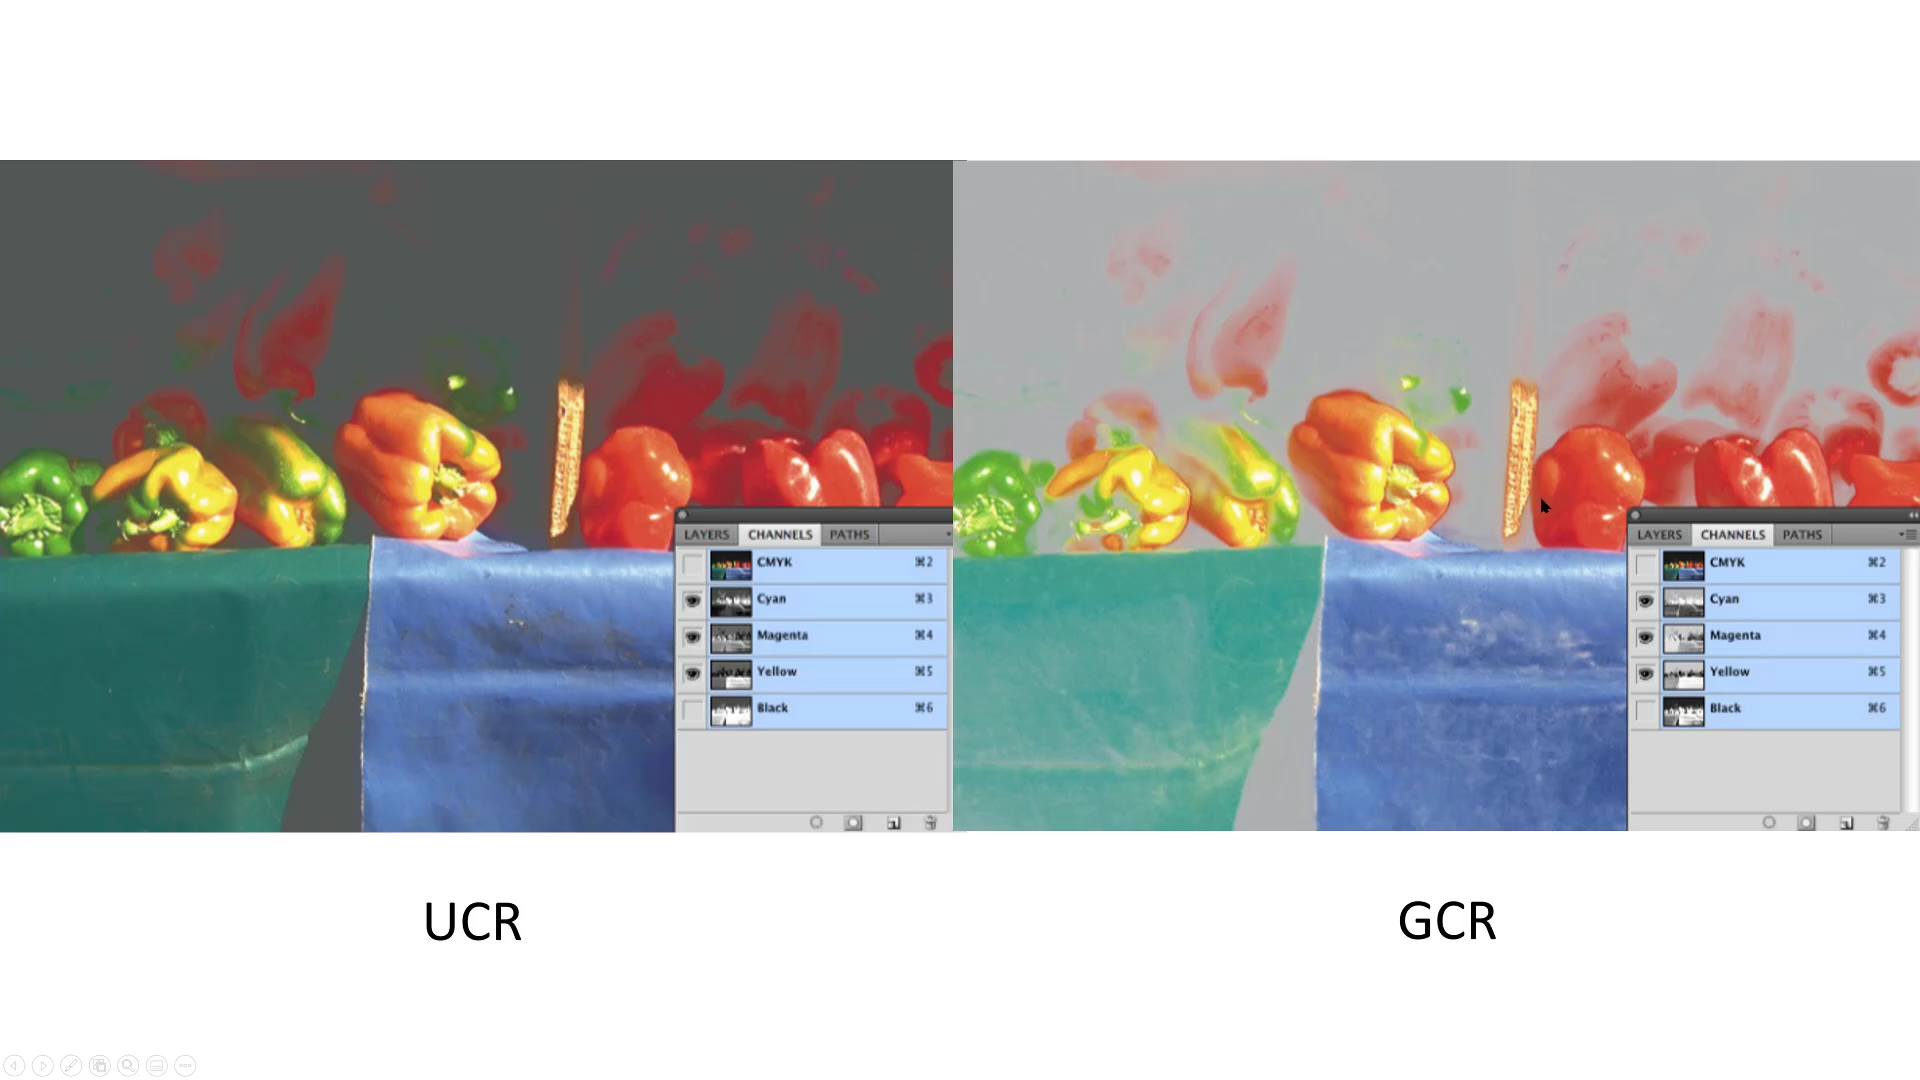 LAYERS CHANNELS PATHS
CMYK ⌘2
Cyan ⌘3
Magenta ⌘4
Yellow ⌘5
Black ⌘6
LAYERS CHANNELS PATHS
CMYK ⌘2
Cyan ⌘3
Magenta ⌘4
Yellow ⌘5
Black ⌘6
UCR
GCR